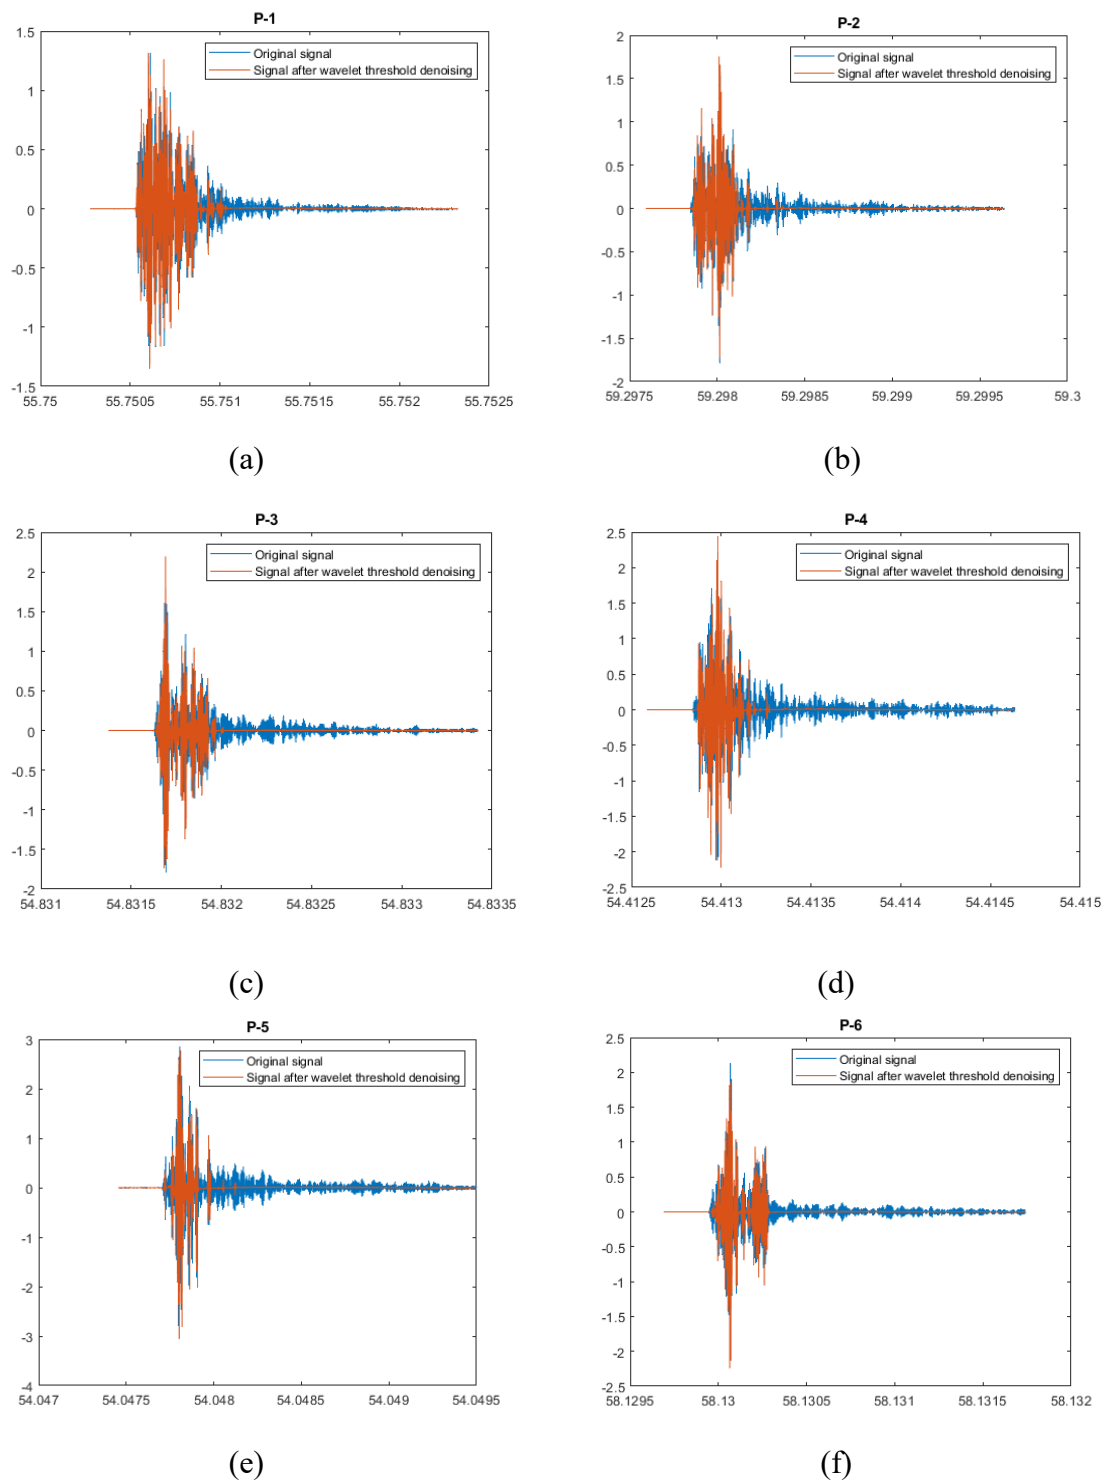 P-1
1.5
1
0.5
0
-0.5
-1
-1.5
55.75 55.7505 55.751 55.7515 55.752 55.7525
Original signal
Signal after wavelet threshold denoising
(a)
P-2
2
1.5
1
0.5
0
-0.5
-1
-1.5
-2
59.2975 59.298 59.2985 59.299 59.2995 59.3
Original signal
Signal after wavelet threshold denoising
(b)
P-3
2.5
2
1.5
1
0.5
0
-0.5
-1
-1.5
-2
54.831 54.8315 54.832 54.8325 54.833 54.8335
Original signal
Signal after wavelet threshold denoising
(c)
P-4
2.5
2
1.5
1
0.5
0
-0.5
-1
-1.5
-2
-2.5
54.4125 54.413 54.4135 54.414 54.4145 54.415
Original signal
Signal after wavelet threshold denoising
(d)
P-5
3
2
1
0
-1
-2
-3
-4
54.047 54.0475 54.048 54.0485 54.049 54.0495
Original signal
Signal after wavelet threshold denoising
(e)
P-6
2.5
2
1.5
1
0.5
0
-0.5
-1
-1.5
-2
-2.5
58.1295 58.130 58.1305 58.131 58.1315 58.132
Original signal
Signal after wavelet threshold denoising
(f)